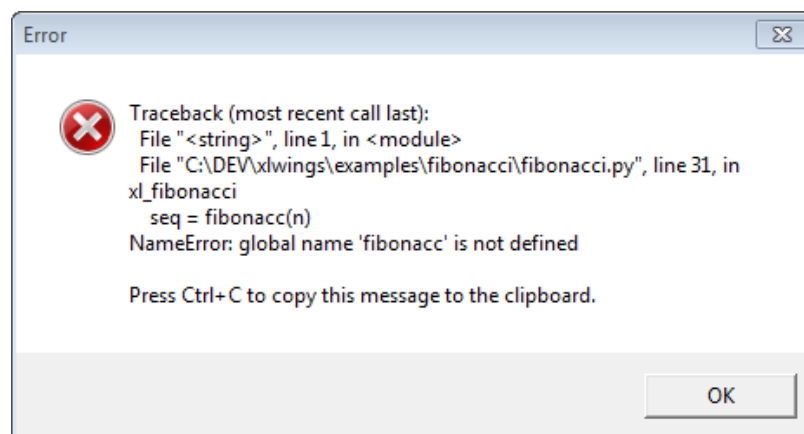 Error
Traceback (most recent call last):
File "<string>", line 1, in <module>
File "C:\DEV\xlwings\examples\fibonacci\fibonacci.py", line 31, in
xl_fibonacci
seq = fibonacc(n)
NameError: global name 'fibonacc' is not defined
Press Ctrl+C to copy this message to the clipboard.
OK